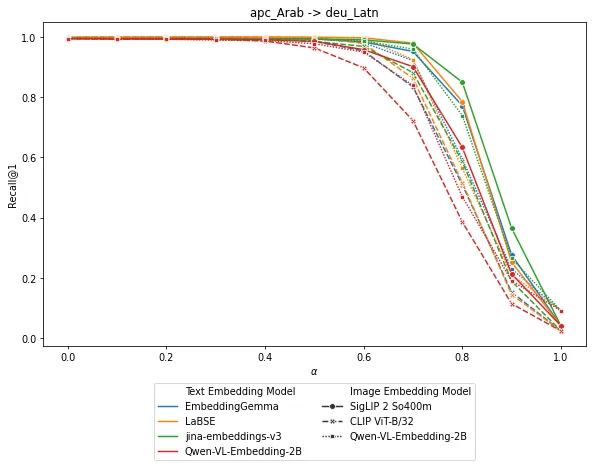 apc_Arab -> deu_Latn
1.0
0.8
0.6
0.4
0.2
0.0
Recall@1
0.0 0.2 0.4 0.6 0.8 1.0
α
Text Embedding Model Image Embedding Model
EmbeddingGemma SigLIP 2 So400m
LaBSE CLIP ViT-B/32
jina-embeddings-v3 Qwen-VL-Embedding-2B
Qwen-VL-Embedding-2B